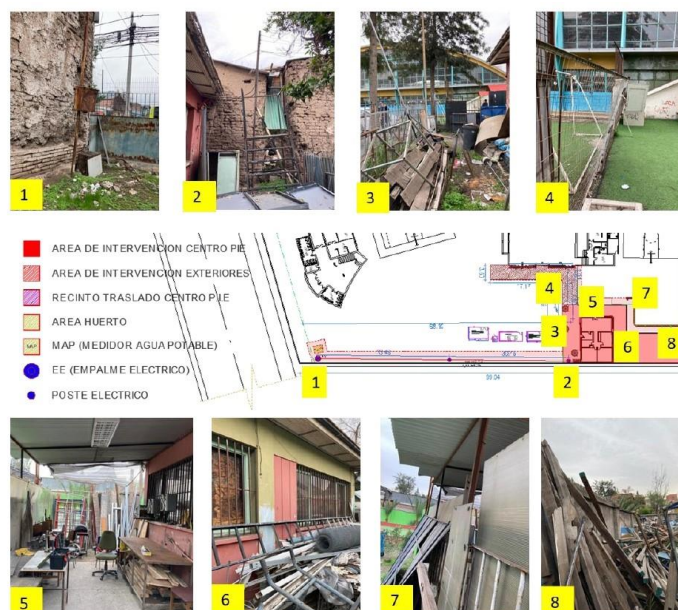 1
2
3
4
AREA DE INTERVENCION CENTRO PIE
AREA DE INTERVENCION EXTERIORES
RECINTO TRASLADO CENTRO P.I.E
AREA HUERTO
MAP (MEDIDOR AGUA POTABLE)
EE (EMPALME ELECTRICO)
POSTE ELECTRICO
4
5
7
3
6
8
1
2
5
6
7
8